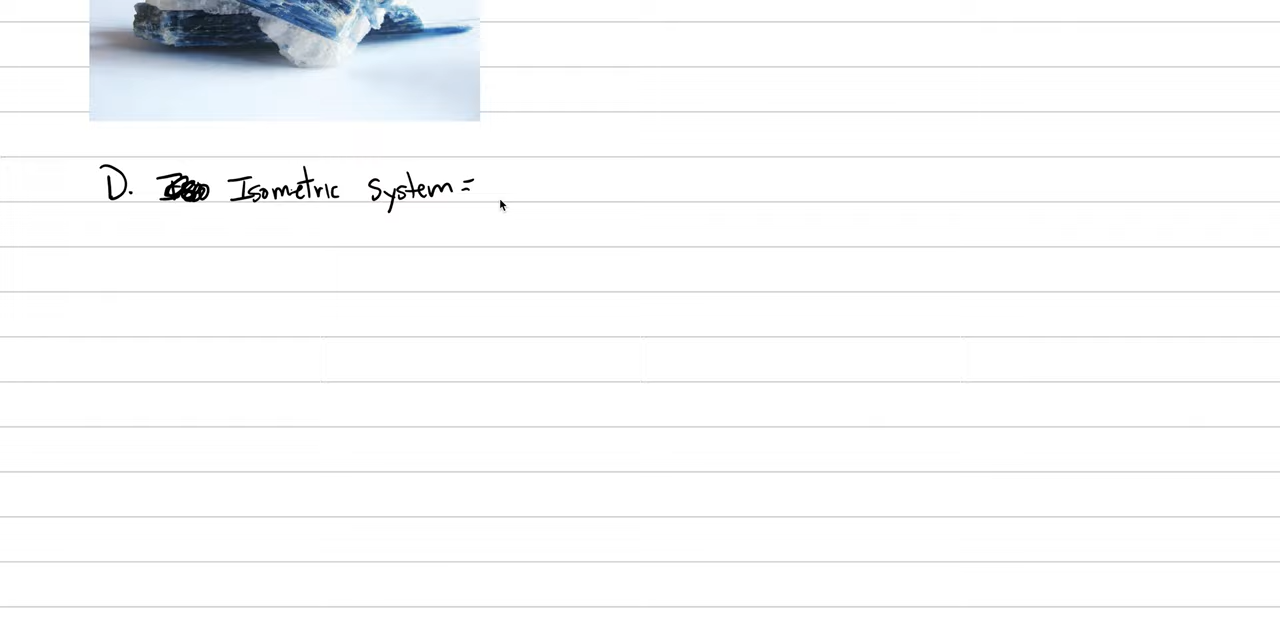 D. Isometric System =